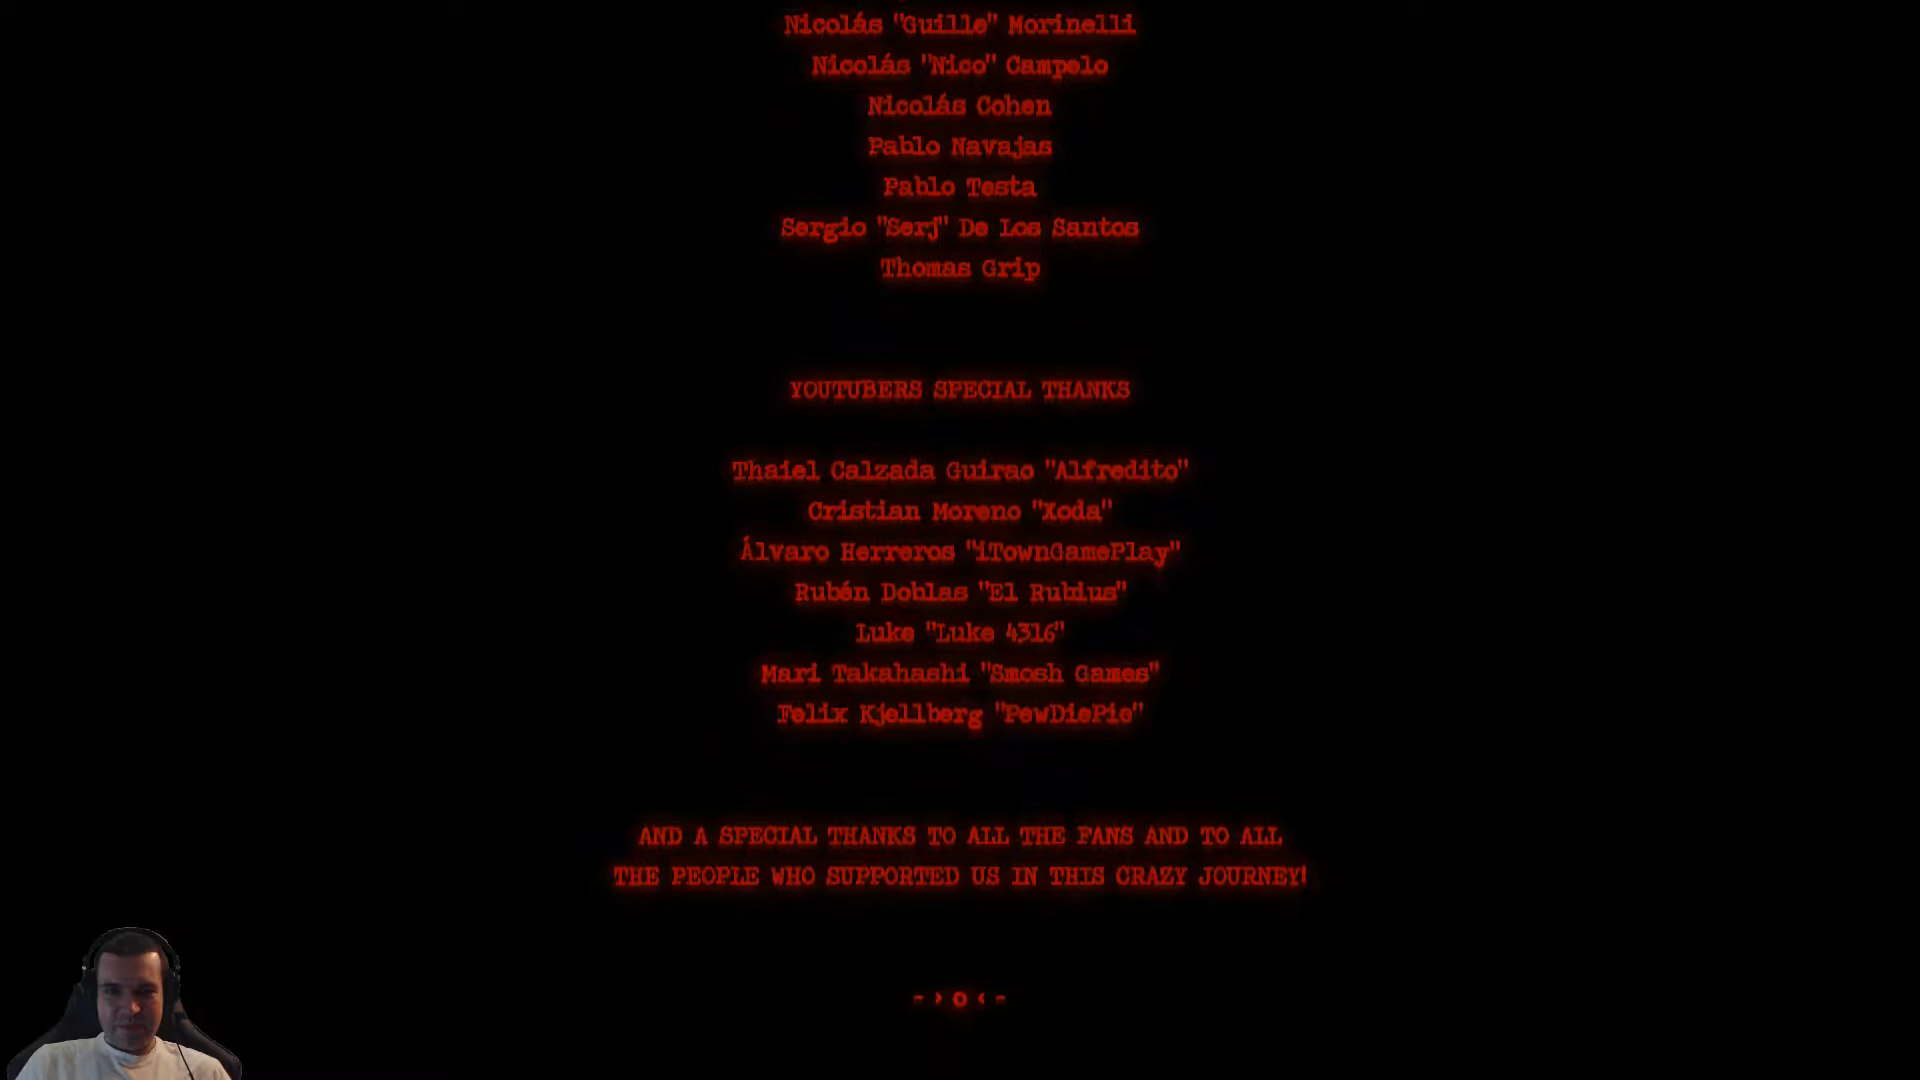 Nicolás "Guille" Morinelli
Nicolás "Nico" Campelo
Nicolás Cohen
Pablo Navajas
Pablo Testa
Sergio "Serj" De Los Santos
Thomas Grip
YOUTUBERS SPECIAL THANKS
Thaiel Calzada Guirao "Alfredito"
Cristian Moreno "Xoda"
Álvaro Herreros "iTownGamePlay"
Rubén Doblas "El Rubius"
Luke "Luke 4316"
Mari Takahashi "Smosh Games"
Felix Kjellberg "PewDiePie"
AND A SPECIAL THANKS TO ALL THE FANS AND TO ALL
THE PEOPLE WHO SUPPORTED US IN THIS CRAZY JOURNEY!
- > o < -